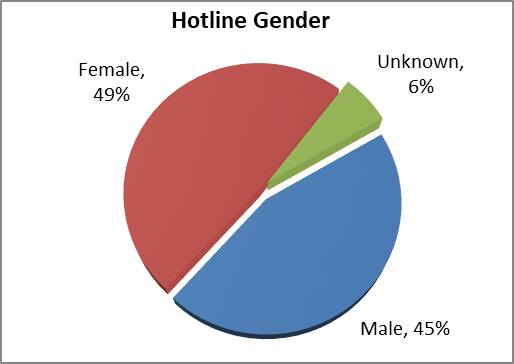 Hotline Gender
Female,
49%
Unknown,
6%
Male, 45%